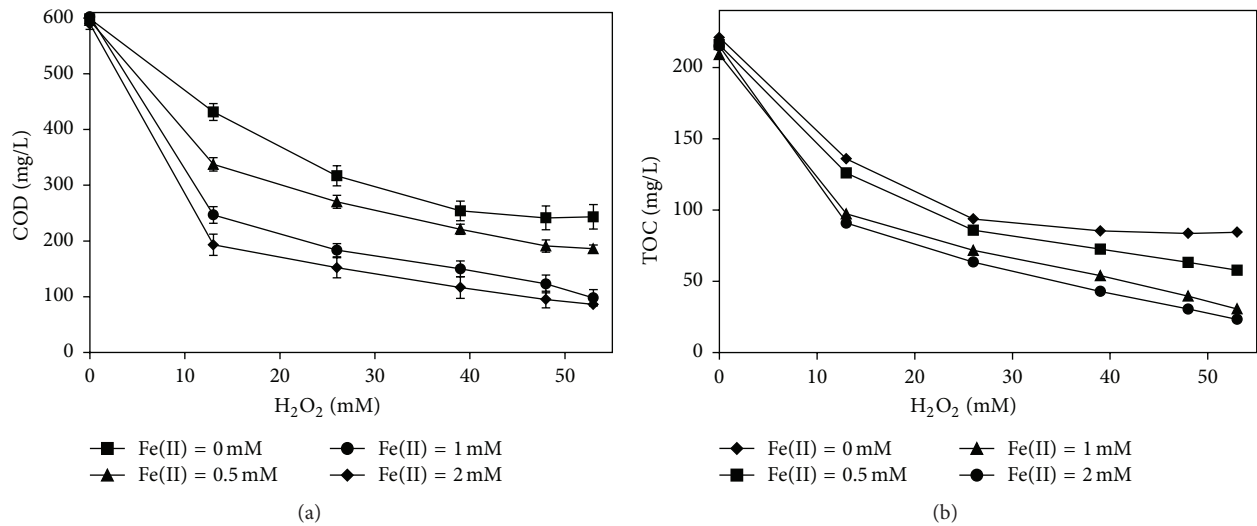 600
500
400
300
200
100
0
COD (mg/L)
0 10 20 30 40 50
H₂O₂ (mM)
Fe(II) = 0 mM
Fe(II) = 0.5 mM
Fe(II) = 1 mM
Fe(II) = 2 mM
(a)
200
150
100
50
0
TOC (mg/L)
0 10 20 30 40 50
H₂O₂ (mM)
Fe(II) = 0 mM
Fe(II) = 0.5 mM
Fe(II) = 1 mM
Fe(II) = 2 mM
(b)